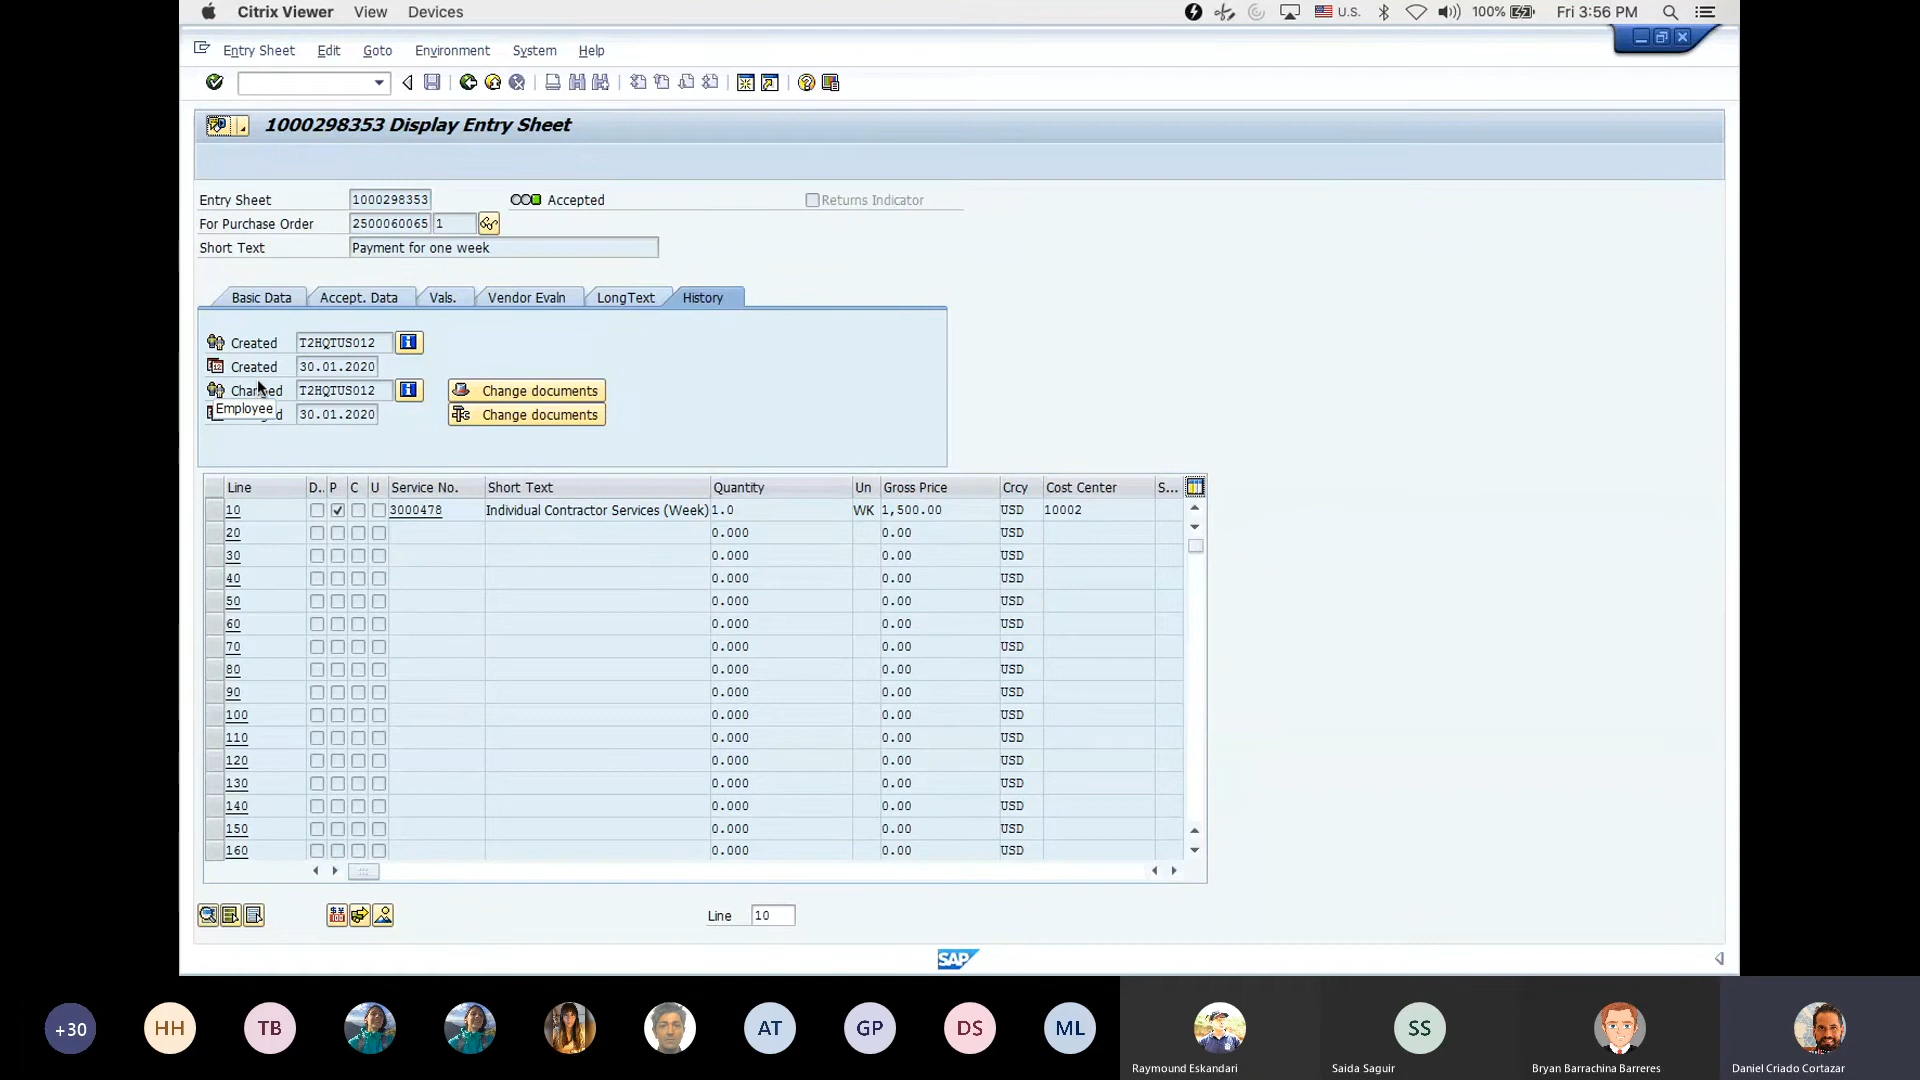 Citrix Viewer View Devices U.S. 100% Fri 3:56 PM
Entry Sheet Edit Goto Environment System Help
1000298353 Display Entry Sheet
Entry Sheet 1000298353 Accepted Returns Indicator
For Purchase Order 2500060065 1
Short Text Payment for one week
Basic Data Accept. Data Vals. Vendor Evaln LongText History
Created T2HQTUS012
Created 30.01.2020
T2HQTUS012 Change documents
Employee 30.01.2020 Change documents
Line D.. P C U Service No. Short Text Quantity Un Gross Price Crcy Cost Center S...
10 3000478 Individual Contractor Services (Week) 1.0 WK 1,500.00 USD 10002
20 0.000 0.00 USD
30 0.000 0.00 USD
40 0.000 0.00 USD
50 0.000 0.00 USD
60 0.000 0.00 USD
70 0.000 0.00 USD
80 0.000 0.00 USD
90 0.000 0.00 USD
100 0.000 0.00 USD
110 0.000 0.00 USD
120 0.000 0.00 USD
130 0.000 0.00 USD
140 0.000 0.00 USD
150 0.000 0.00 USD
160 0.000 0.00 USD
Line 10
SAP
+30 HH TB AT GP DS ML SS
Raymound Eskandari Saida Saguir Bryan Barrachina Barreres Daniel Criado Cortazar